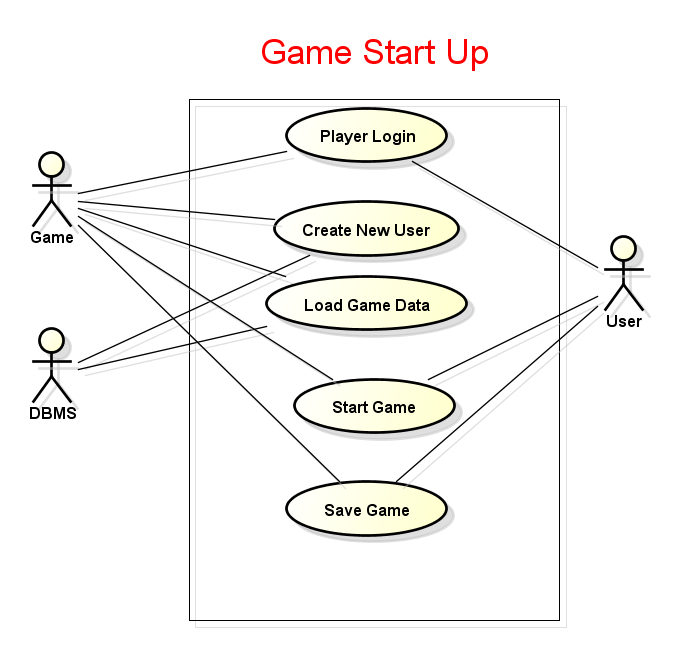 Game Start Up
Player Login
Game
Create New User
Load Game Data
User
DBMS
Start Game
Save Game